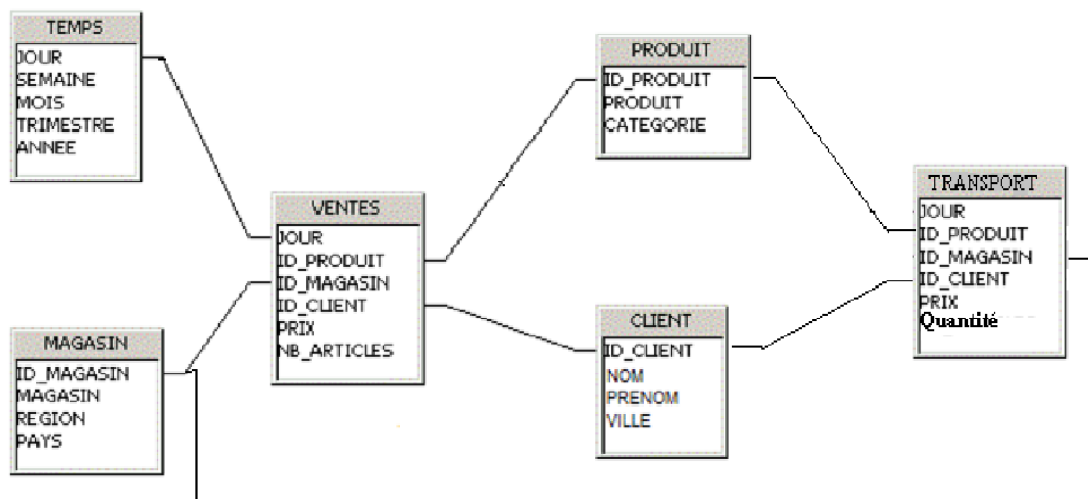 TEMPS
JOUR
SEMAINE
MOIS
TRIMESTRE
ANNEE
MAGASIN
ID_MAGASIN
MAGASIN
REGION
PAYS
VENTES
JOUR
ID_PRODUIT
ID_MAGASIN
ID_CLIENT
PRIX
NB_ARTICLES
PRODUIT
ID_PRODUIT
PRODUIT
CATEGORIE
CLIENT
ID_CLIENT
NOM
PRENOM
VILLE
TRANSPORT
JOUR
ID_PRODUIT
ID_MAGASIN
ID_CLIENT
PRIX
Quantité